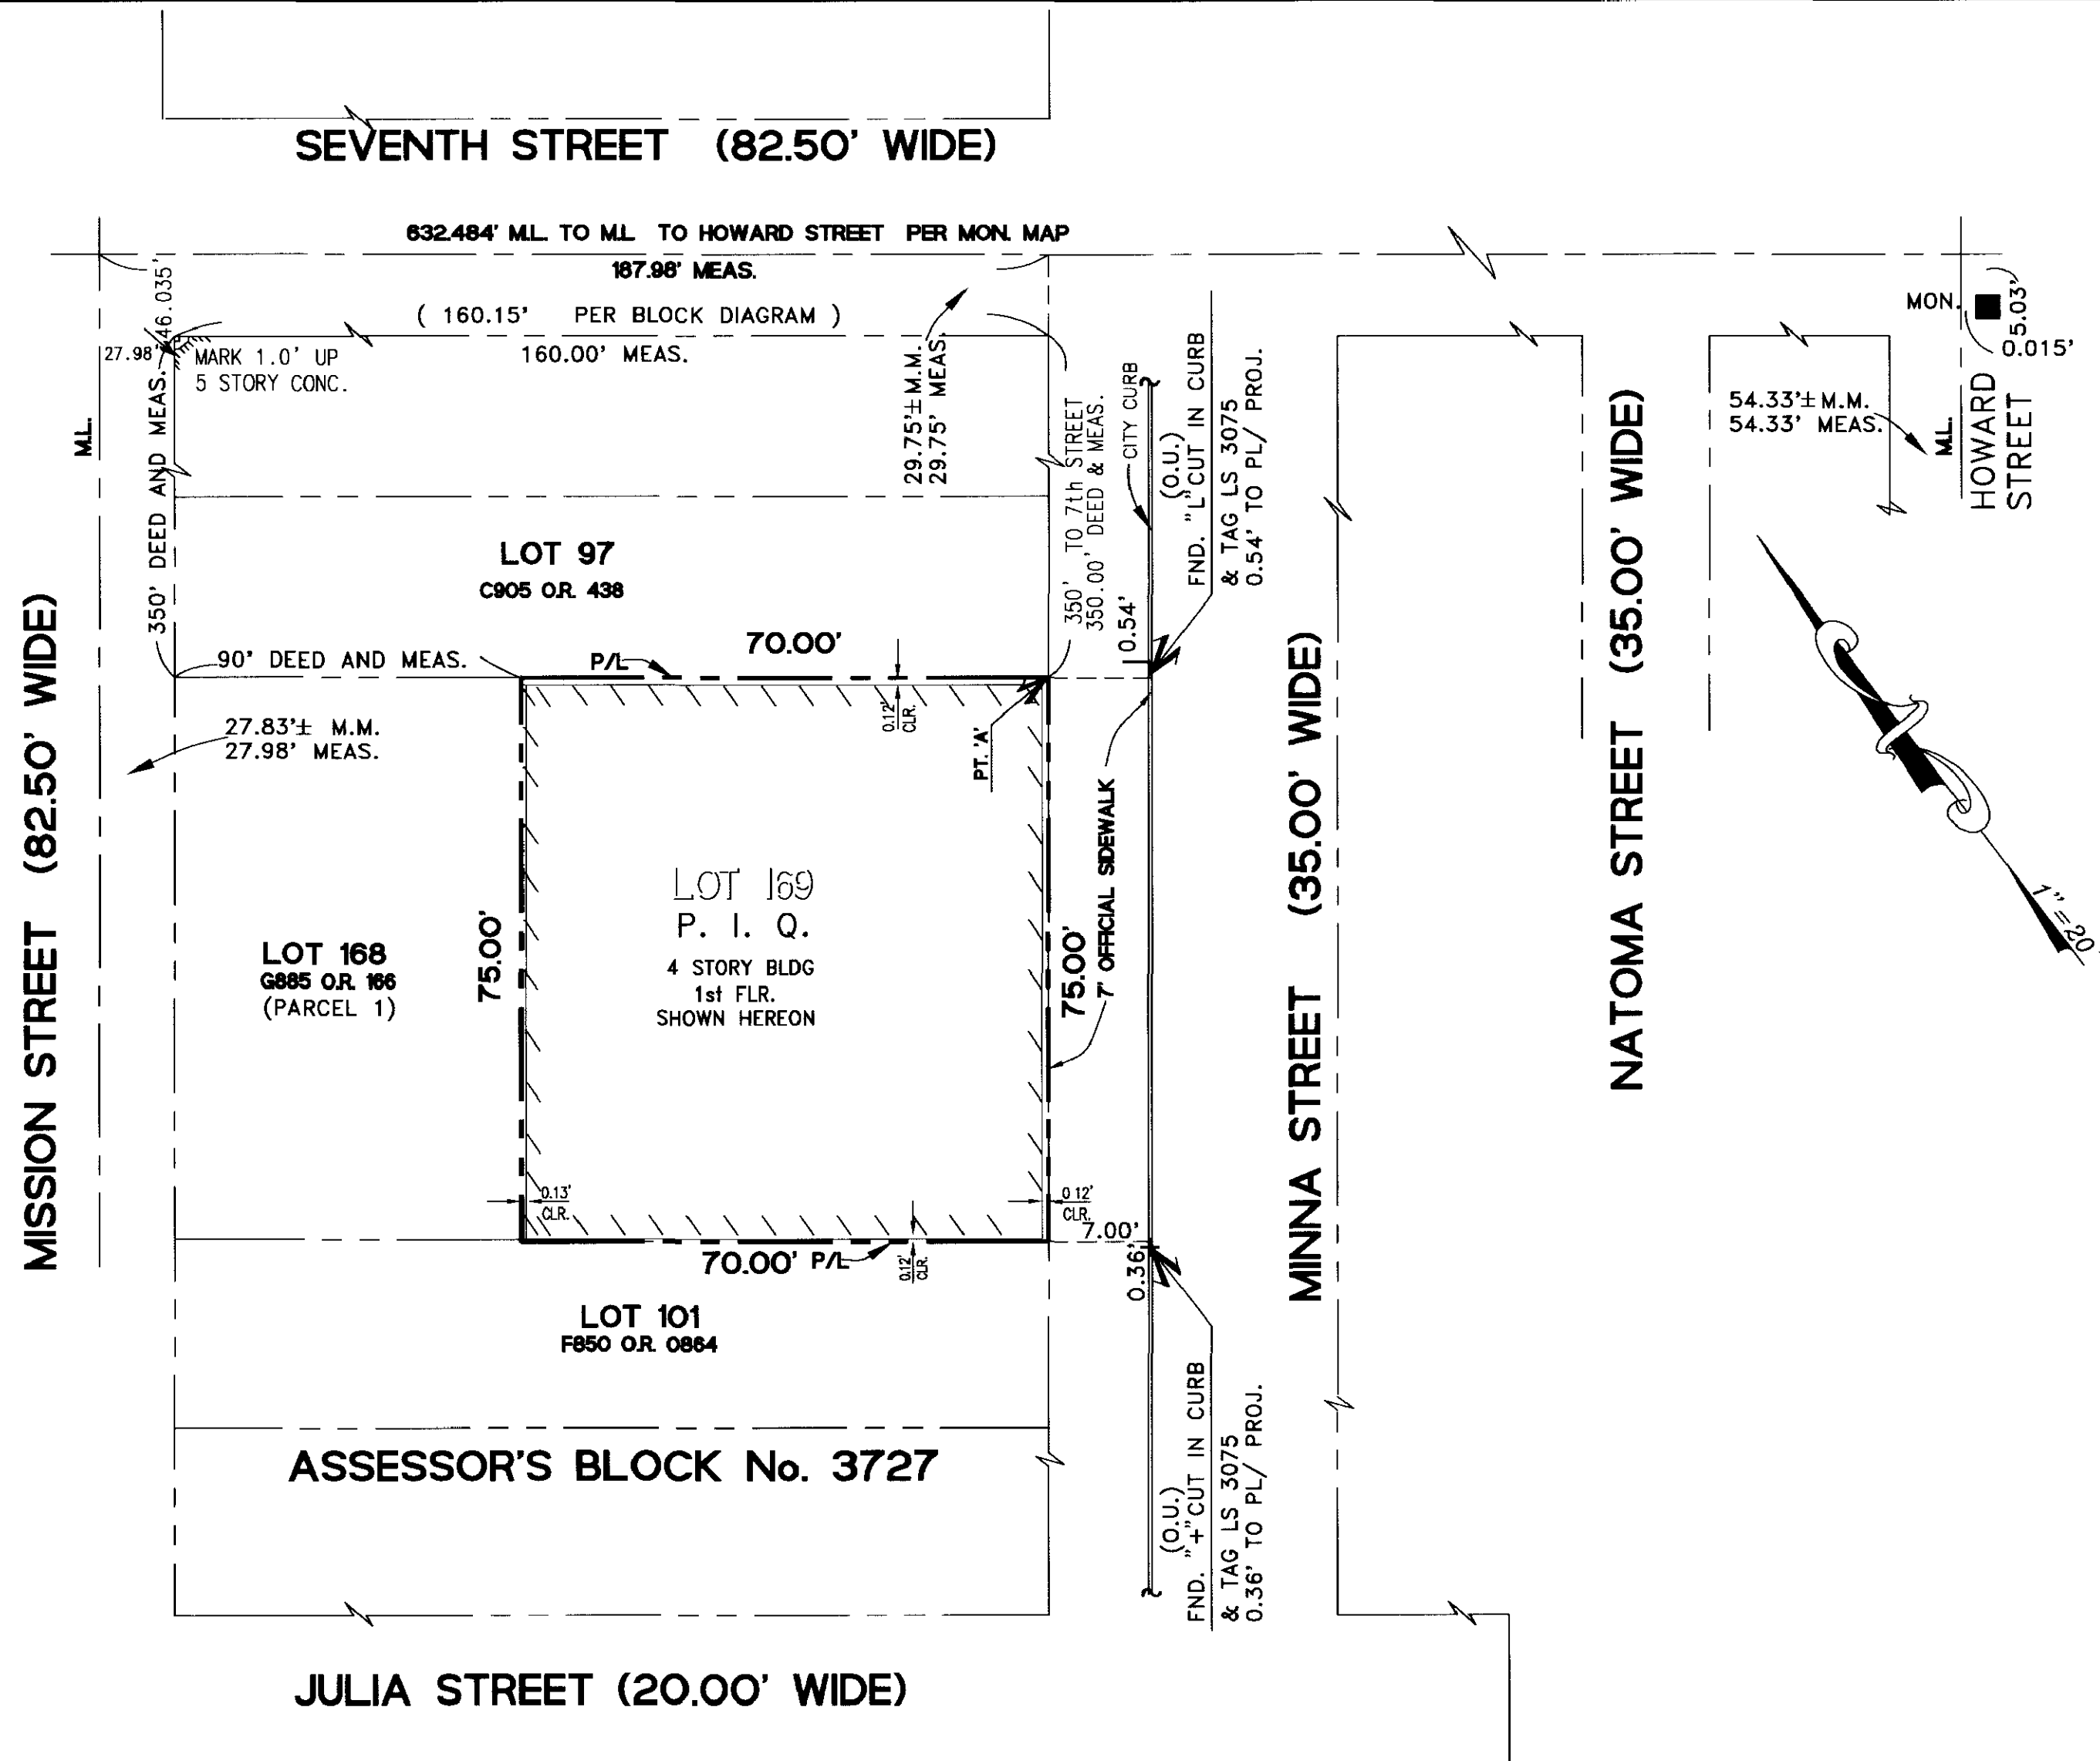 SEVENTH STREET (82.50' WIDE)
632.484' M.L. TO M.L. TO HOWARD STREET PER MON. MAP
187.98' MEAS.
( 160.15' PER BLOCK DIAGRAM )
160.00' MEAS.
46.035'
27.98'
MARK 1.0' UP
5 STORY CONC.
M.L.
350' DEED AND MEAS.
29.75'± M.M.
29.75' MEAS.
350' TO 7th STREET
350.00' DEED & MEAS.
CITY CURB
(O.U.)
FND. "L" CUT IN CURB
& TAG LS 3075
0.54' TO PL/ PROJ.
0.54'
MON.
5.03'
0.015'
54.33'± M.M.
54.33' MEAS.
M.L.
HOWARD
STREET
LOT 97
C905 O.R. 438
90' DEED AND MEAS.
P/L
70.00'
0.12'
CLR.
PT. 'A'
27.83'± M.M.
27.98' MEAS.
MISSION STREET (82.50' WIDE)
LOT 168
G885 O.R. 166
(PARCEL 1)
75.00'
LOT 169
P. I. Q.
4 STORY BLDG
1st FLR.
SHOWN HEREON
75.00'
7' OFFICIAL SIDEWALK
MINNA STREET (35.00' WIDE)
NATOMA STREET (35.00' WIDE)
1"=20'
0.13'
CLR.
0.12'
CLR.
7.00'
70.00' P/L
0.12'
CLR.
0.36'
LOT 101
F850 O.R. 0864
(O.U.)
FND. "+" CUT IN CURB
& TAG LS 3075
0.36' TO PL/ PROJ.
ASSESSOR'S BLOCK No. 3727
JULIA STREET (20.00' WIDE)